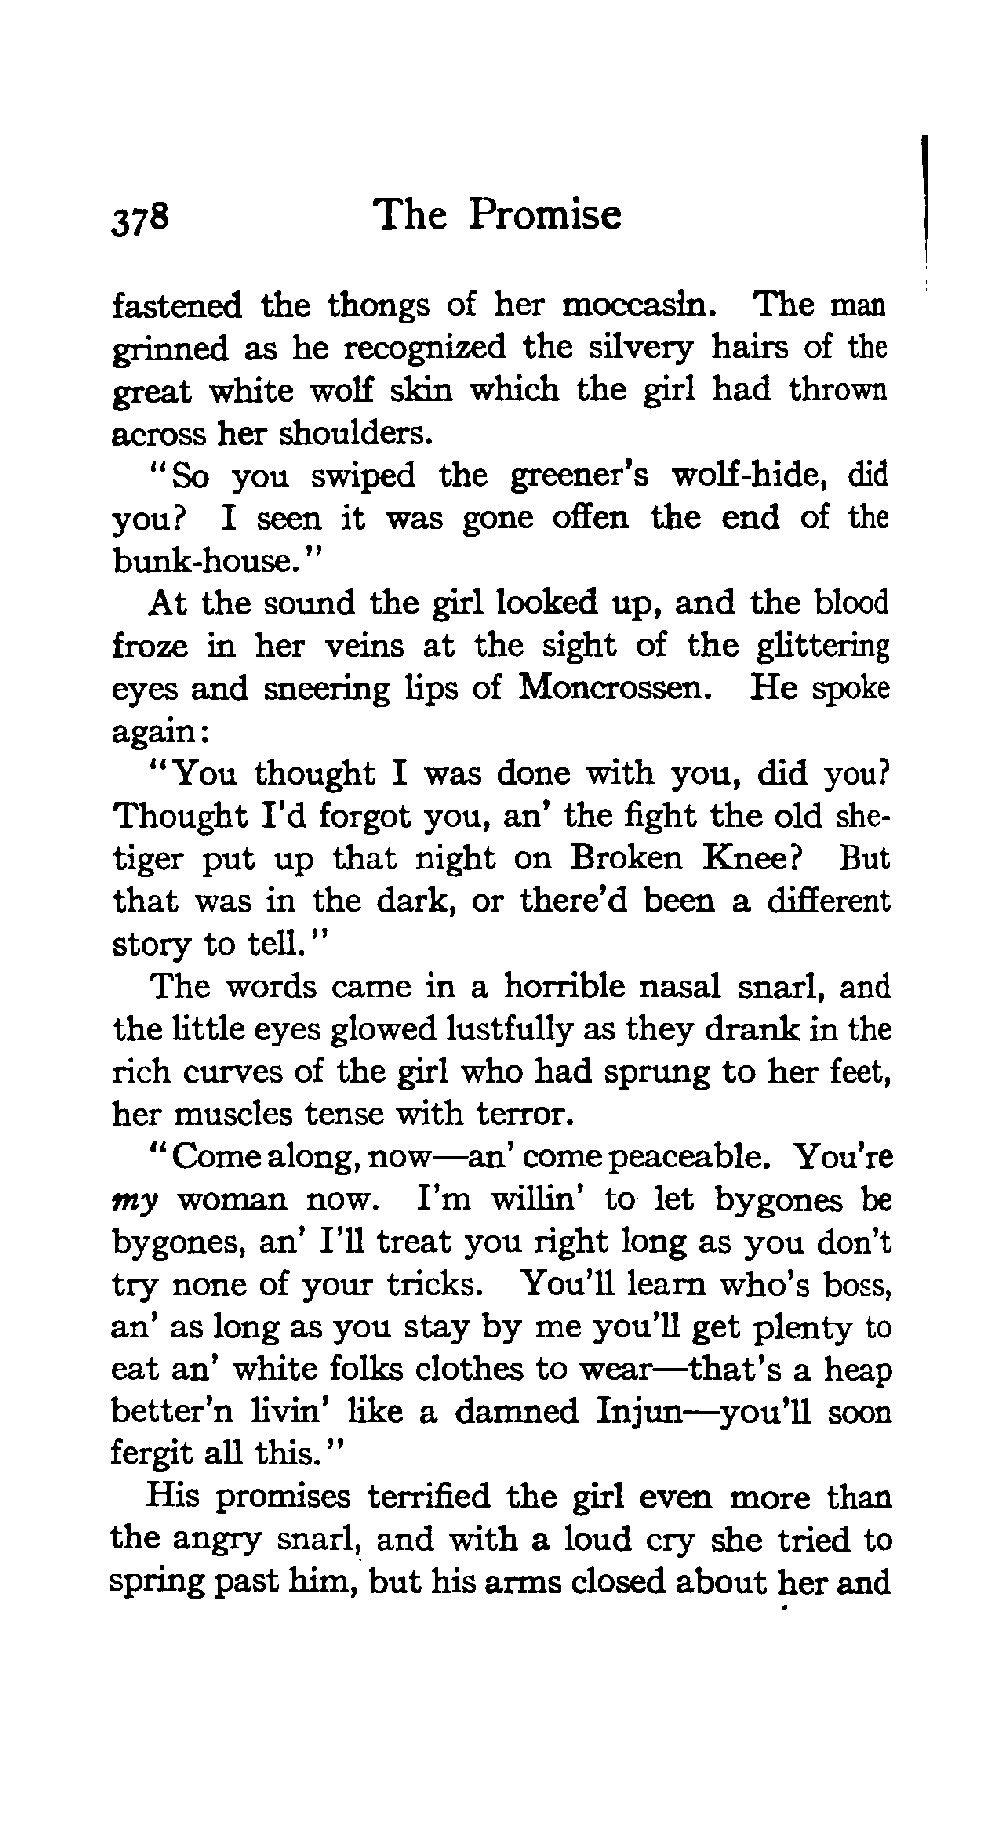 378 The Promise
fastened the thongs of her moccasin. The man
grinned as he recognized the silvery hairs of the
great white wolf skin which the girl had thrown
across her shoulders.
"So you swiped the greener's wolf-hide, did
you? I seen it was gone offen the end of the
bunk-house."
At the sound the girl looked up, and the blood
froze in her veins at the sight of the glittering
eyes and sneering lips of Moncrossen. He spoke
again:
"You thought I was done with you, did you?
Thought I'd forgot you, an' the fight the old she-
tiger put up that night on Broken Knee? But
that was in the dark, or there'd been a different
story to tell."
The words came in a horrible nasal snarl, and
the little eyes glowed lustfully as they drank in the
rich curves of the girl who had sprung to her feet,
her muscles tense with terror.
"Come along, now—an' come peaceable. You're
my woman now. I'm willin' to let bygones be
bygones, an' I'll treat you right long as you don't
try none of your tricks. You'll learn who's boss,
an' as long as you stay by me you'll get plenty to
eat an' white folks clothes to wear—that's a heap
better'n livin' like a damned Injun—you'll soon
fergit all this."
His promises terrified the girl even more than
the angry snarl, and with a loud cry she tried to
spring past him, but his arms closed about her and